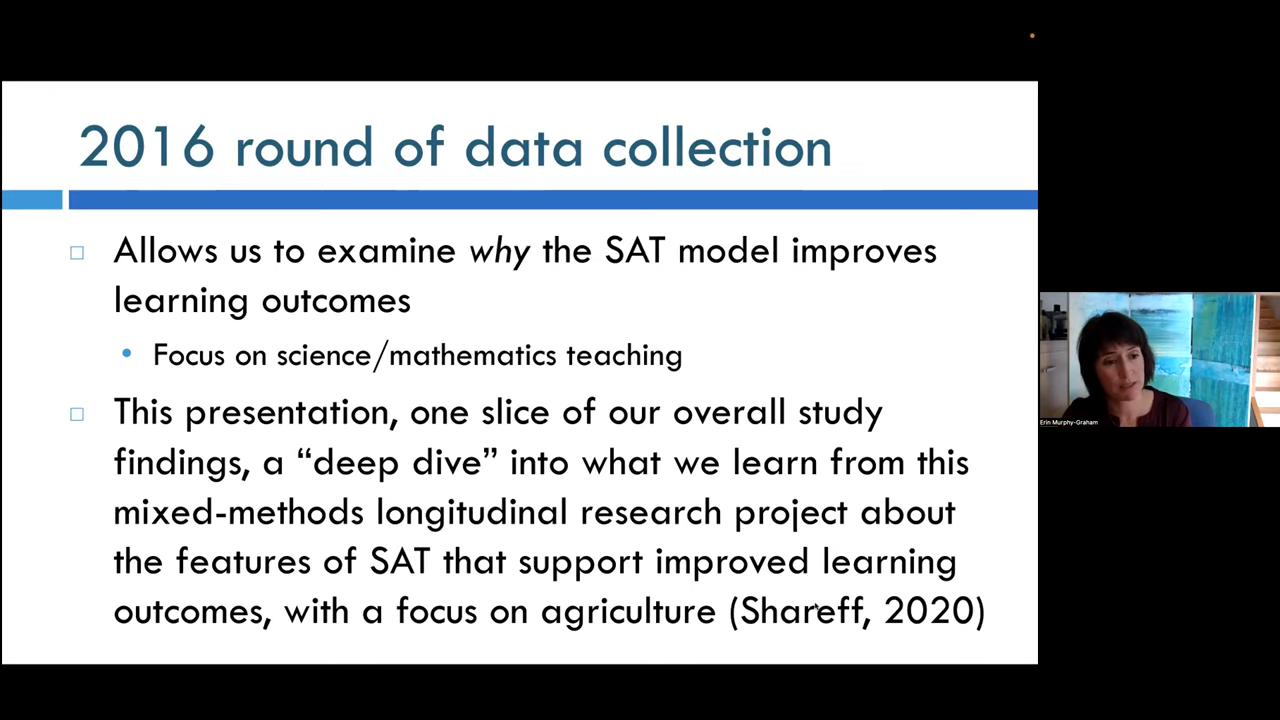 2016 round of data collection
Allows us to examine why the SAT model improves
learning outcomes
Focus on science/mathematics teaching
This presentation, one slice of our overall study
findings, a “deep dive” into what we learn from this
mixed-methods longitudinal research project about
the features of SAT that support improved learning
outcomes, with a focus on agriculture (Shareff, 2020)
Erin Murphy-Graham